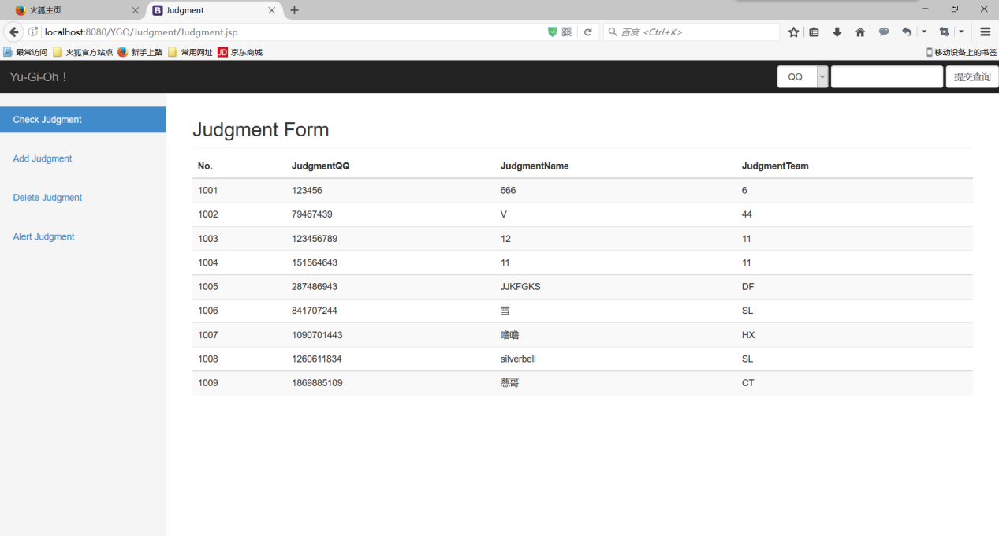 火狐主页 Judgment
localhost:8080/YGO/Judgment/Judgment.jsp 百度 <Ctrl+K>
最常访问 火狐官方站点 新手上路 常用网址 JD 京东商城 移动设备上的书签
Yu-Gi-Oh！ QQ 提交查询
Check Judgment
Add Judgment
Delete Judgment
Alert Judgment
Judgment Form
No. JudgmentQQ JudgmentName JudgmentTeam
1001 123456 666 6
1002 79467439 V 44
1003 123456789 12 11
1004 151564643 11 11
1005 287486943 JJKFGKS DF
1006 841707244 雪 SL
1007 1090701443 噜噜 HX
1008 1260611834 silverbell SL
1009 1869885109 葱哥 CT